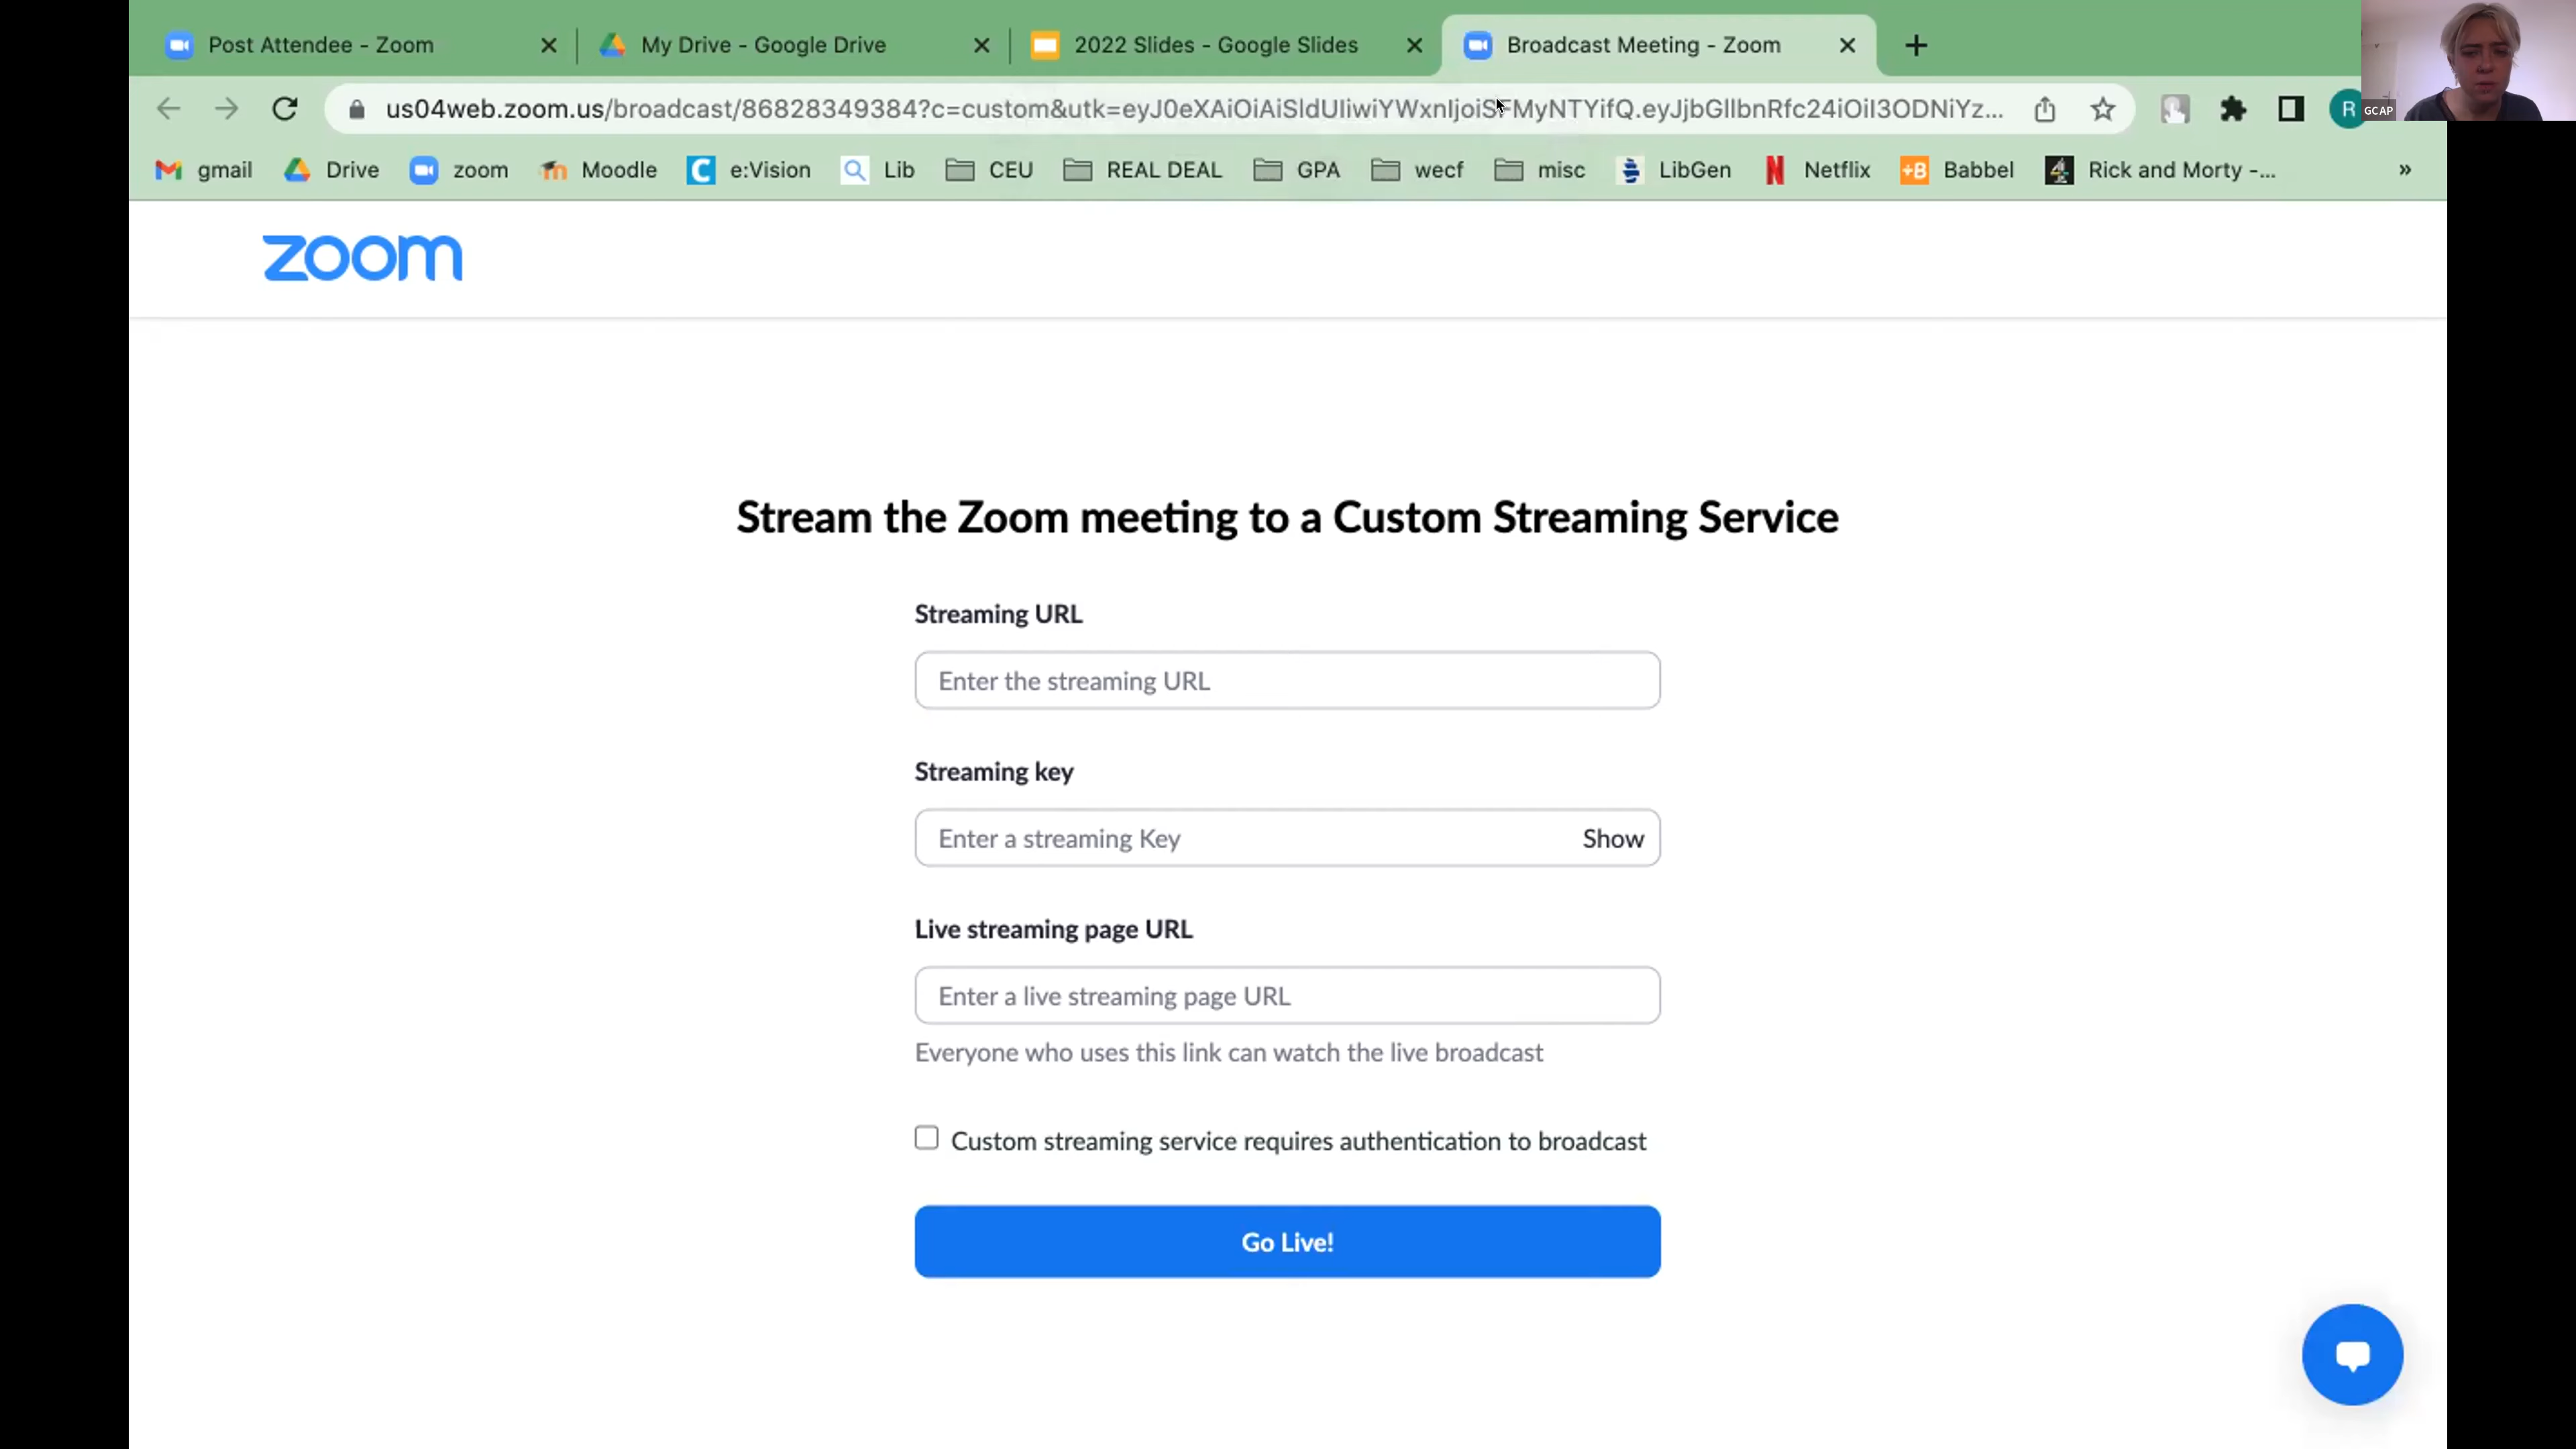 Post Attendee - Zoom
My Drive - Google Drive
2022 Slides - Google Slides
Broadcast Meeting - Zoom
us04web.zoom.us/broadcast/86828349384?c=custom&utk=
R
GCAP
gmail
Drive
zoom
Moodle
C
e:Vision
Lib
CEU
REAL DEAL
GPA
wecf
misc
LibGen
N
Netflix
+B
Babbel
4
Rick and Morty -...
»
zoom
Stream the Zoom meeting to a Custom Streaming Service
Streaming URL
Enter the streaming URL
Streaming key
Enter a streaming Key
Show
Live streaming page URL
Enter a live streaming page URL
Everyone who uses this link can watch the live broadcast
Custom streaming service requires authentication to broadcast
Go Live!